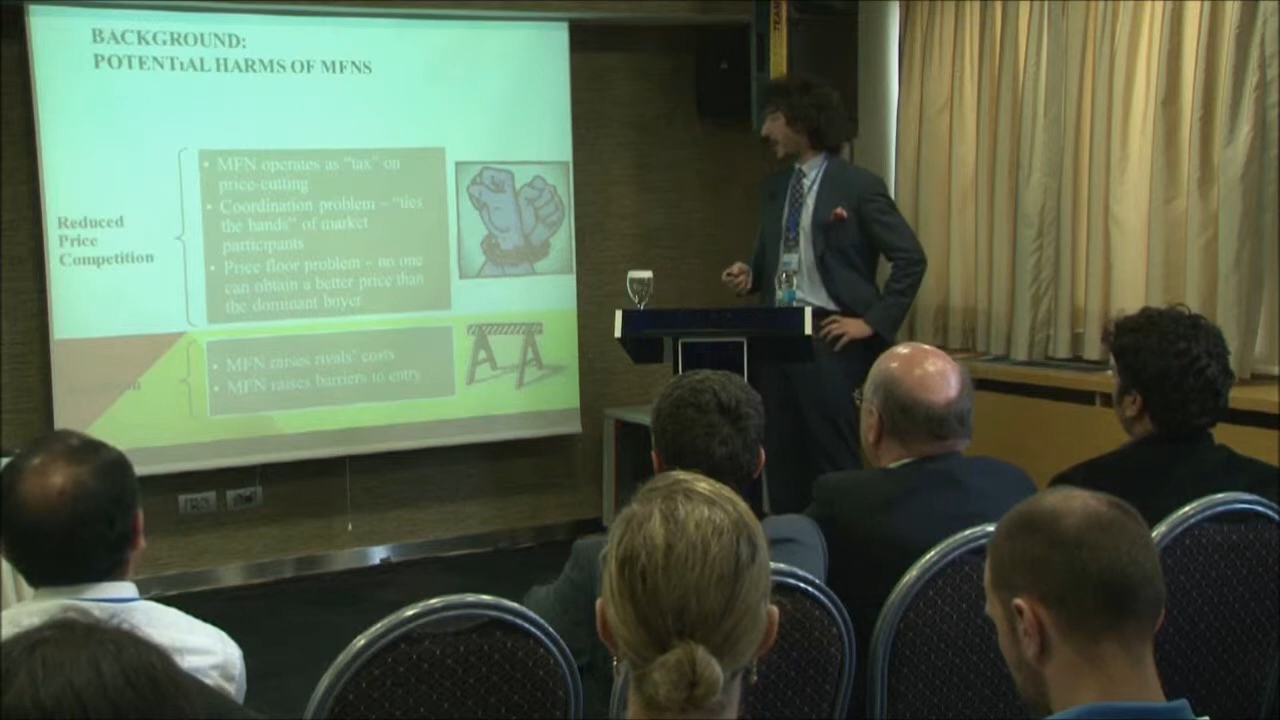 BACKGROUND:
POTENTIAL HARMS OF MFNS
Reduced
Price
Competition
• MFN operates as “tax” on
price-cutting
• Coordination problem – “ties
the hands” of market
participants
• Price floor problem – no one
can obtain a better price than
the dominant buyer
• MFN raises rivals’ costs
• MFN raises barriers to entry